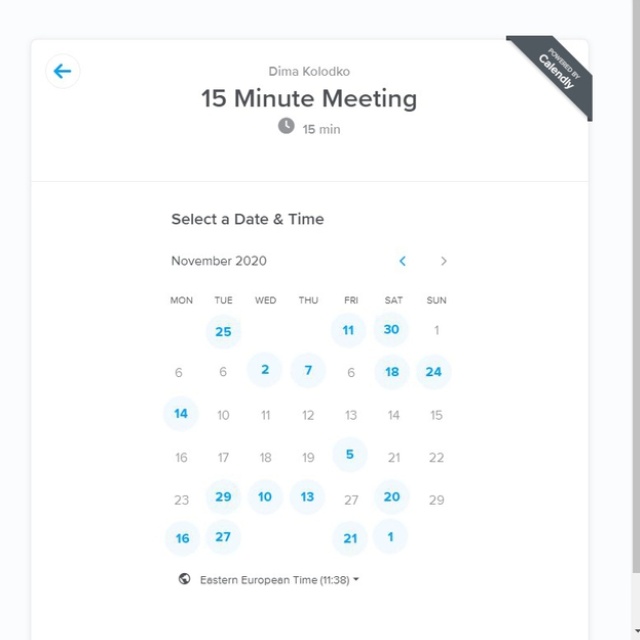 POWERED BY
Calendly
Dima Kolodko
15 Minute Meeting
15 min
Select a Date & Time
November 2020
MON TUE WED THU FRI SAT SUN
25 11 30 1
6 6 2 7 6 18 24
14 10 11 12 13 14 15
16 17 18 19 5 21 22
23 29 10 13 27 20 29
16 27 21 1
Eastern European Time (11:38)